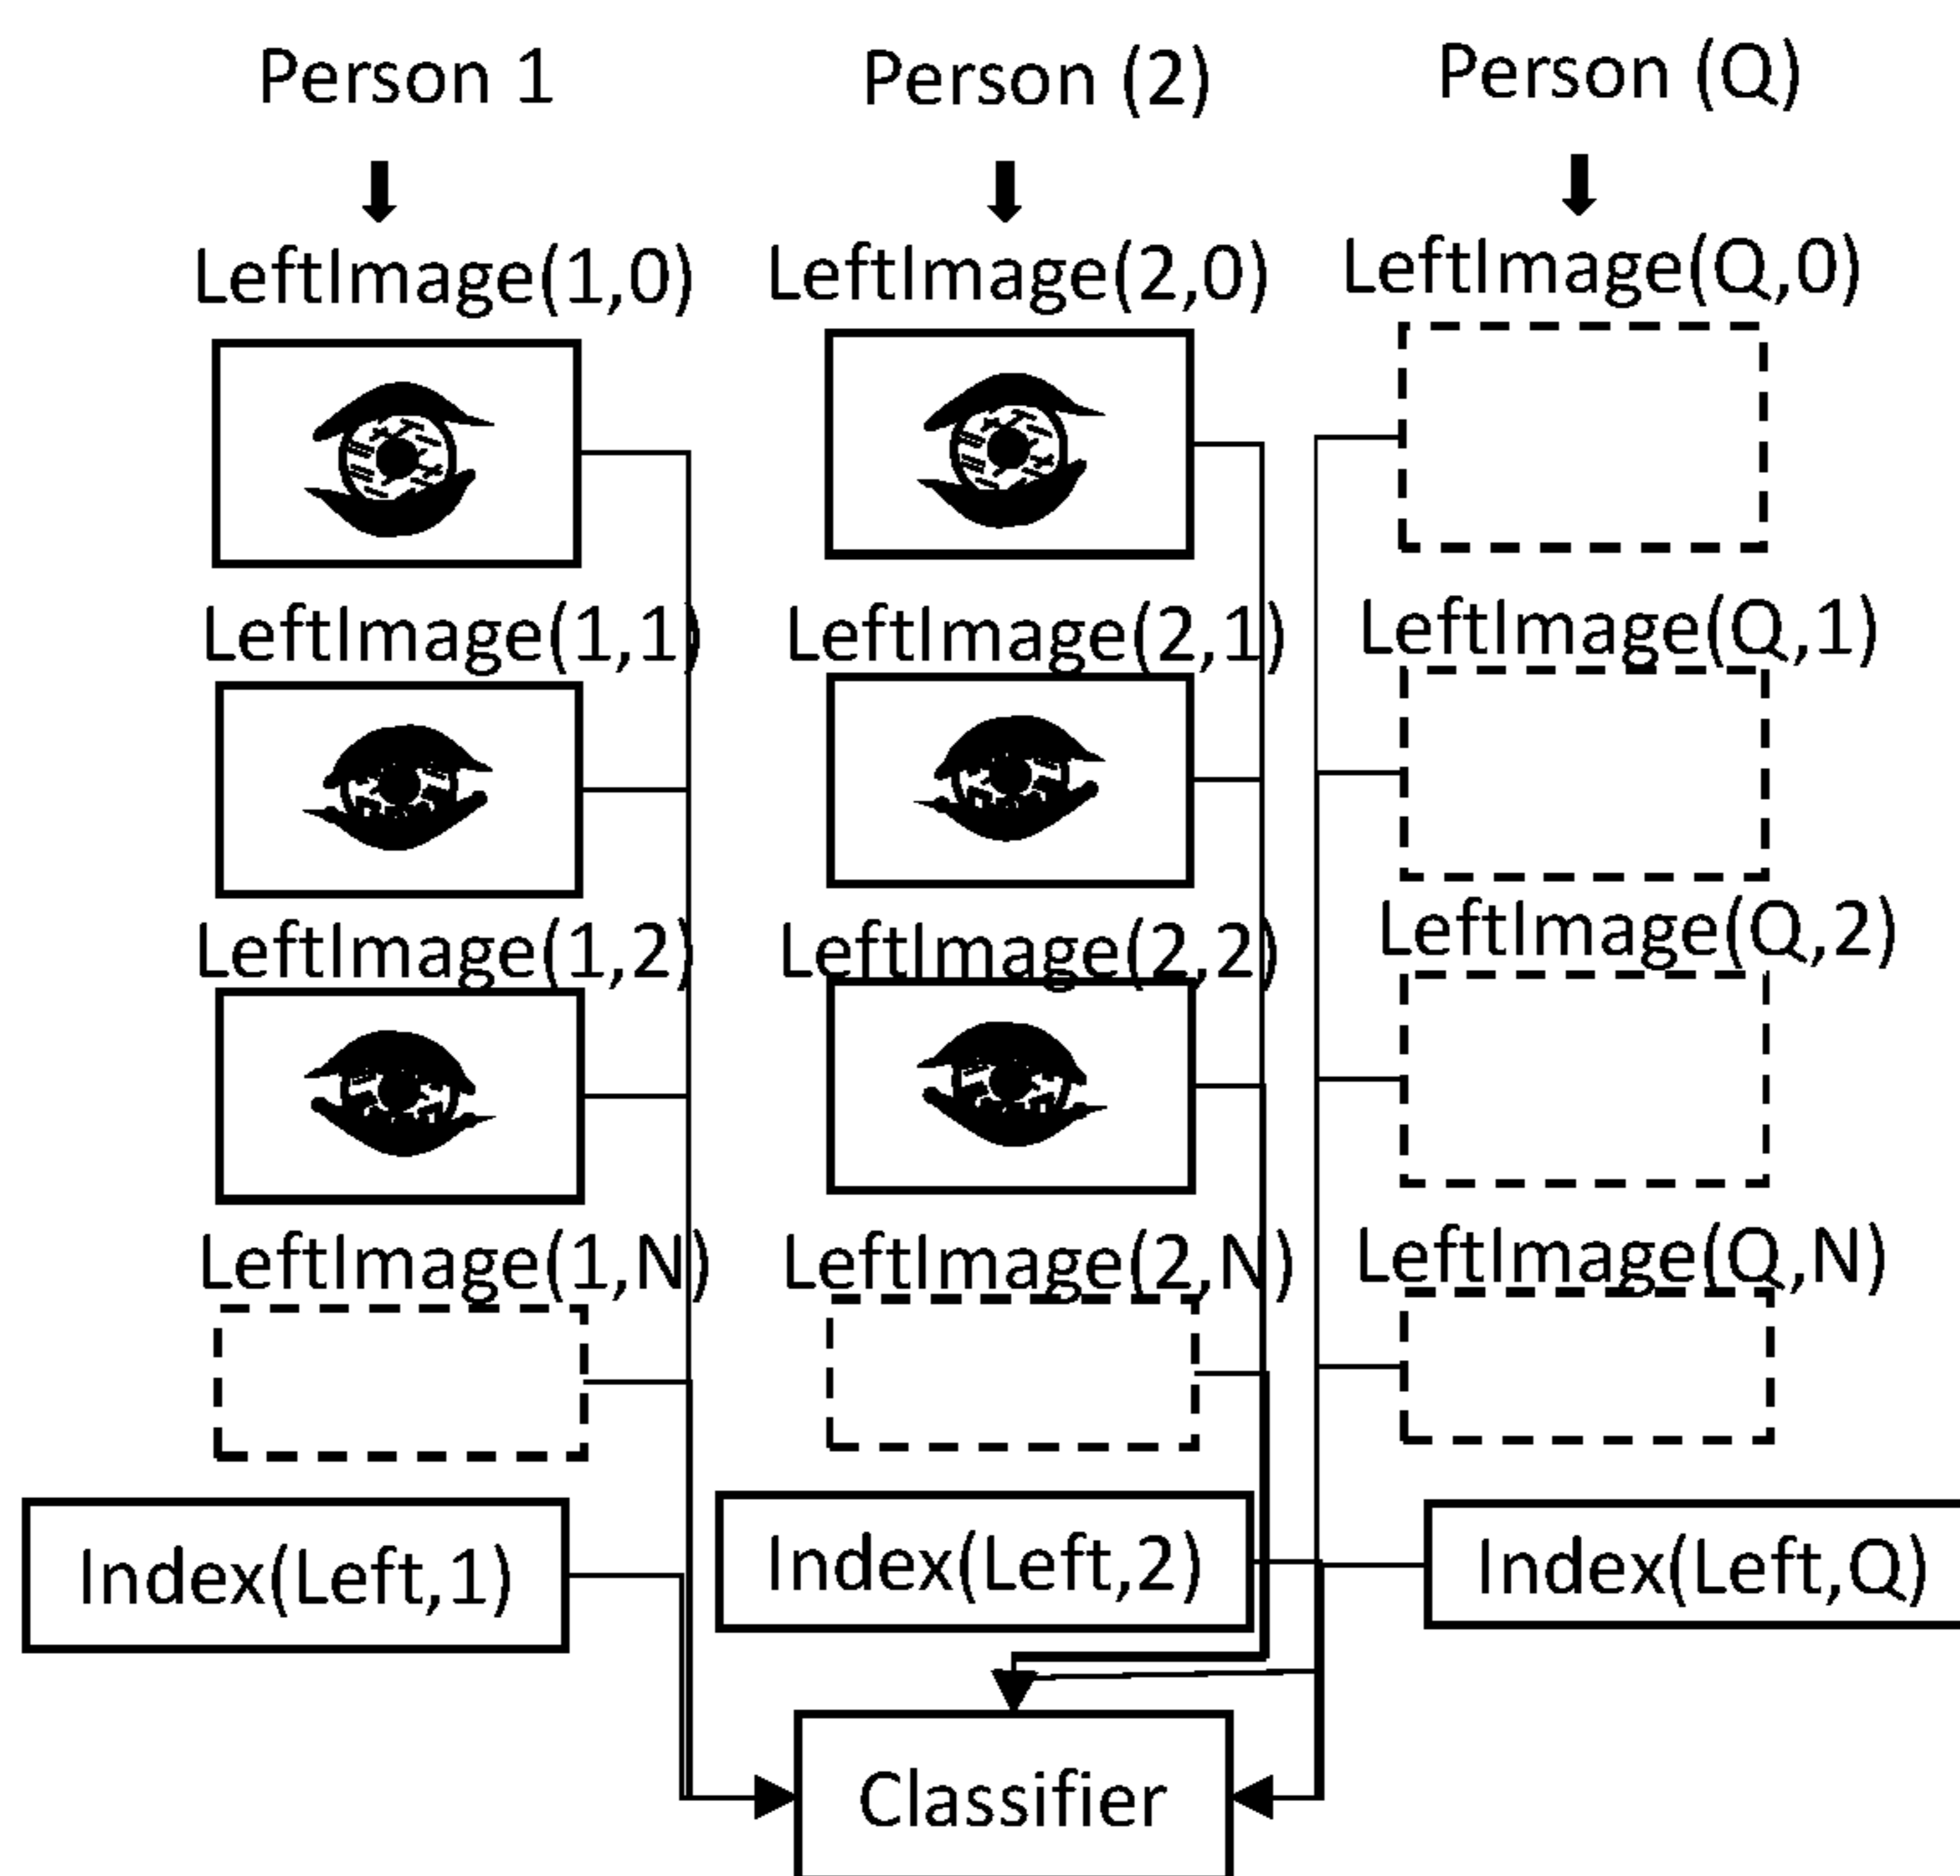 Person 1
Person (2)
Person (Q)
LeftImage(1,0)
LeftImage(2,0)
LeftImage(Q,0)
LeftImage(1,1)
LeftImage(2,1)
LeftImage(Q,1)
LeftImage(1,2)
LeftImage(2,2)
LeftImage(Q,2)
LeftImage(1,N)
LeftImage(2,N)
LeftImage(Q,N)
Index(Left,1)
Index(Left,2)
Index(Left,Q)
Classifier